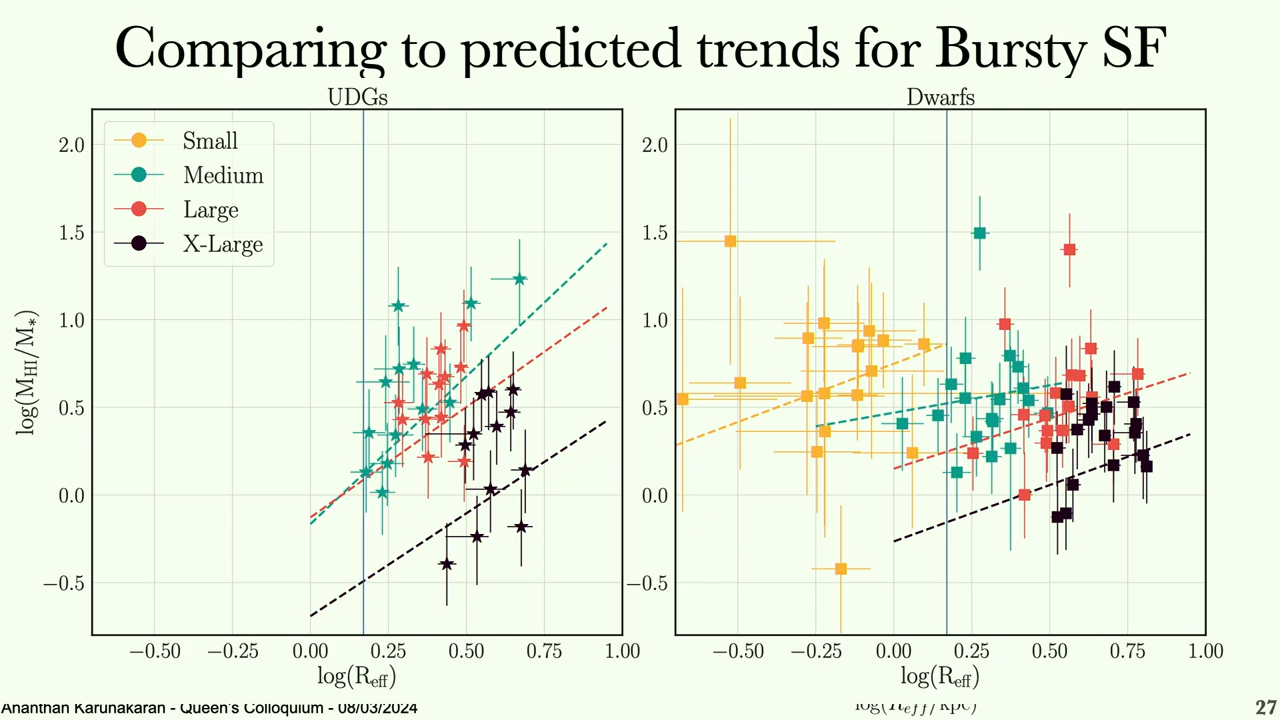 Comparing to predicted trends for Bursty SF
UDGs
Dwarfs
Small
Medium
Large
X-Large
log(M_HI/M_*)
2.0
1.5
1.0
0.5
0.0
−0.5
2.0
1.5
1.0
0.5
0.0
−0.5
−0.50 −0.25 0.00 0.25 0.50 0.75 1.00
−0.50 −0.25 0.00 0.25 0.50 0.75 1.00
log(R_eff)
log(R_eff)
log(R_eff/kpc)
Ananthan Karunakaran - Queen's Colloquium - 08/03/2024
27